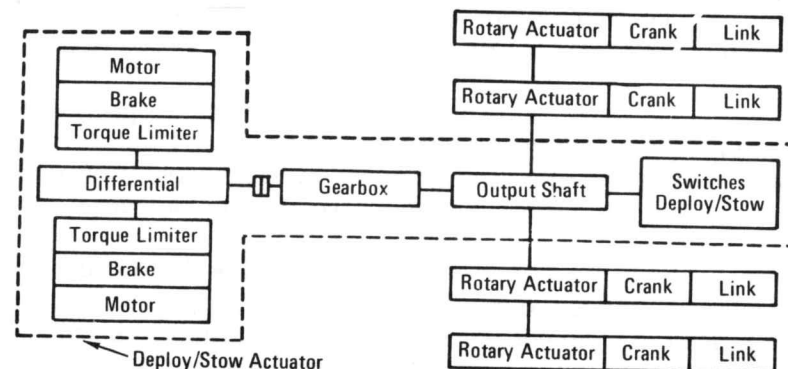 Rotary Actuator Crank Link
Motor
Brake
Torque Limiter
Rotary Actuator Crank Link
Differential
Gearbox
Output Shaft
Switches
Deploy/Stow
Torque Limiter
Brake
Motor
Rotary Actuator Crank Link
Rotary Actuator Crank Link
Deploy/Stow Actuator